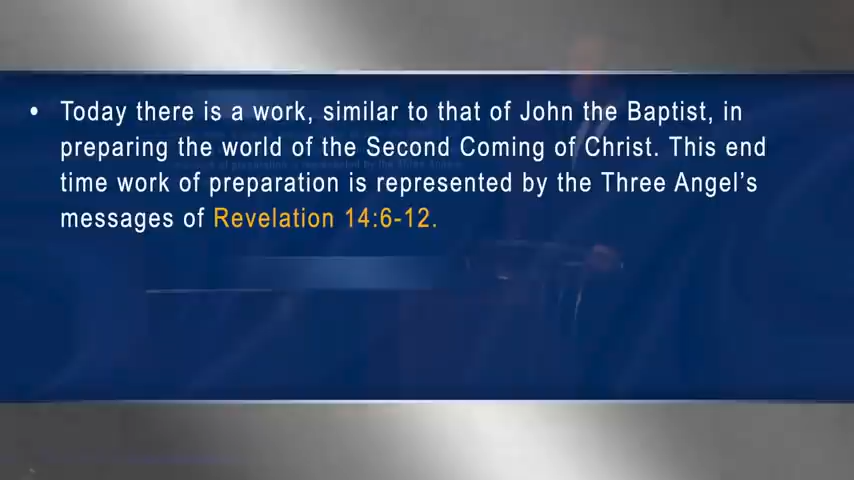 • Today there is a work, similar to that of John the Baptist, in
preparing the world of the Second Coming of Christ. This end
time work of preparation is represented by the Three Angel's
messages of Revelation 14:6-12.